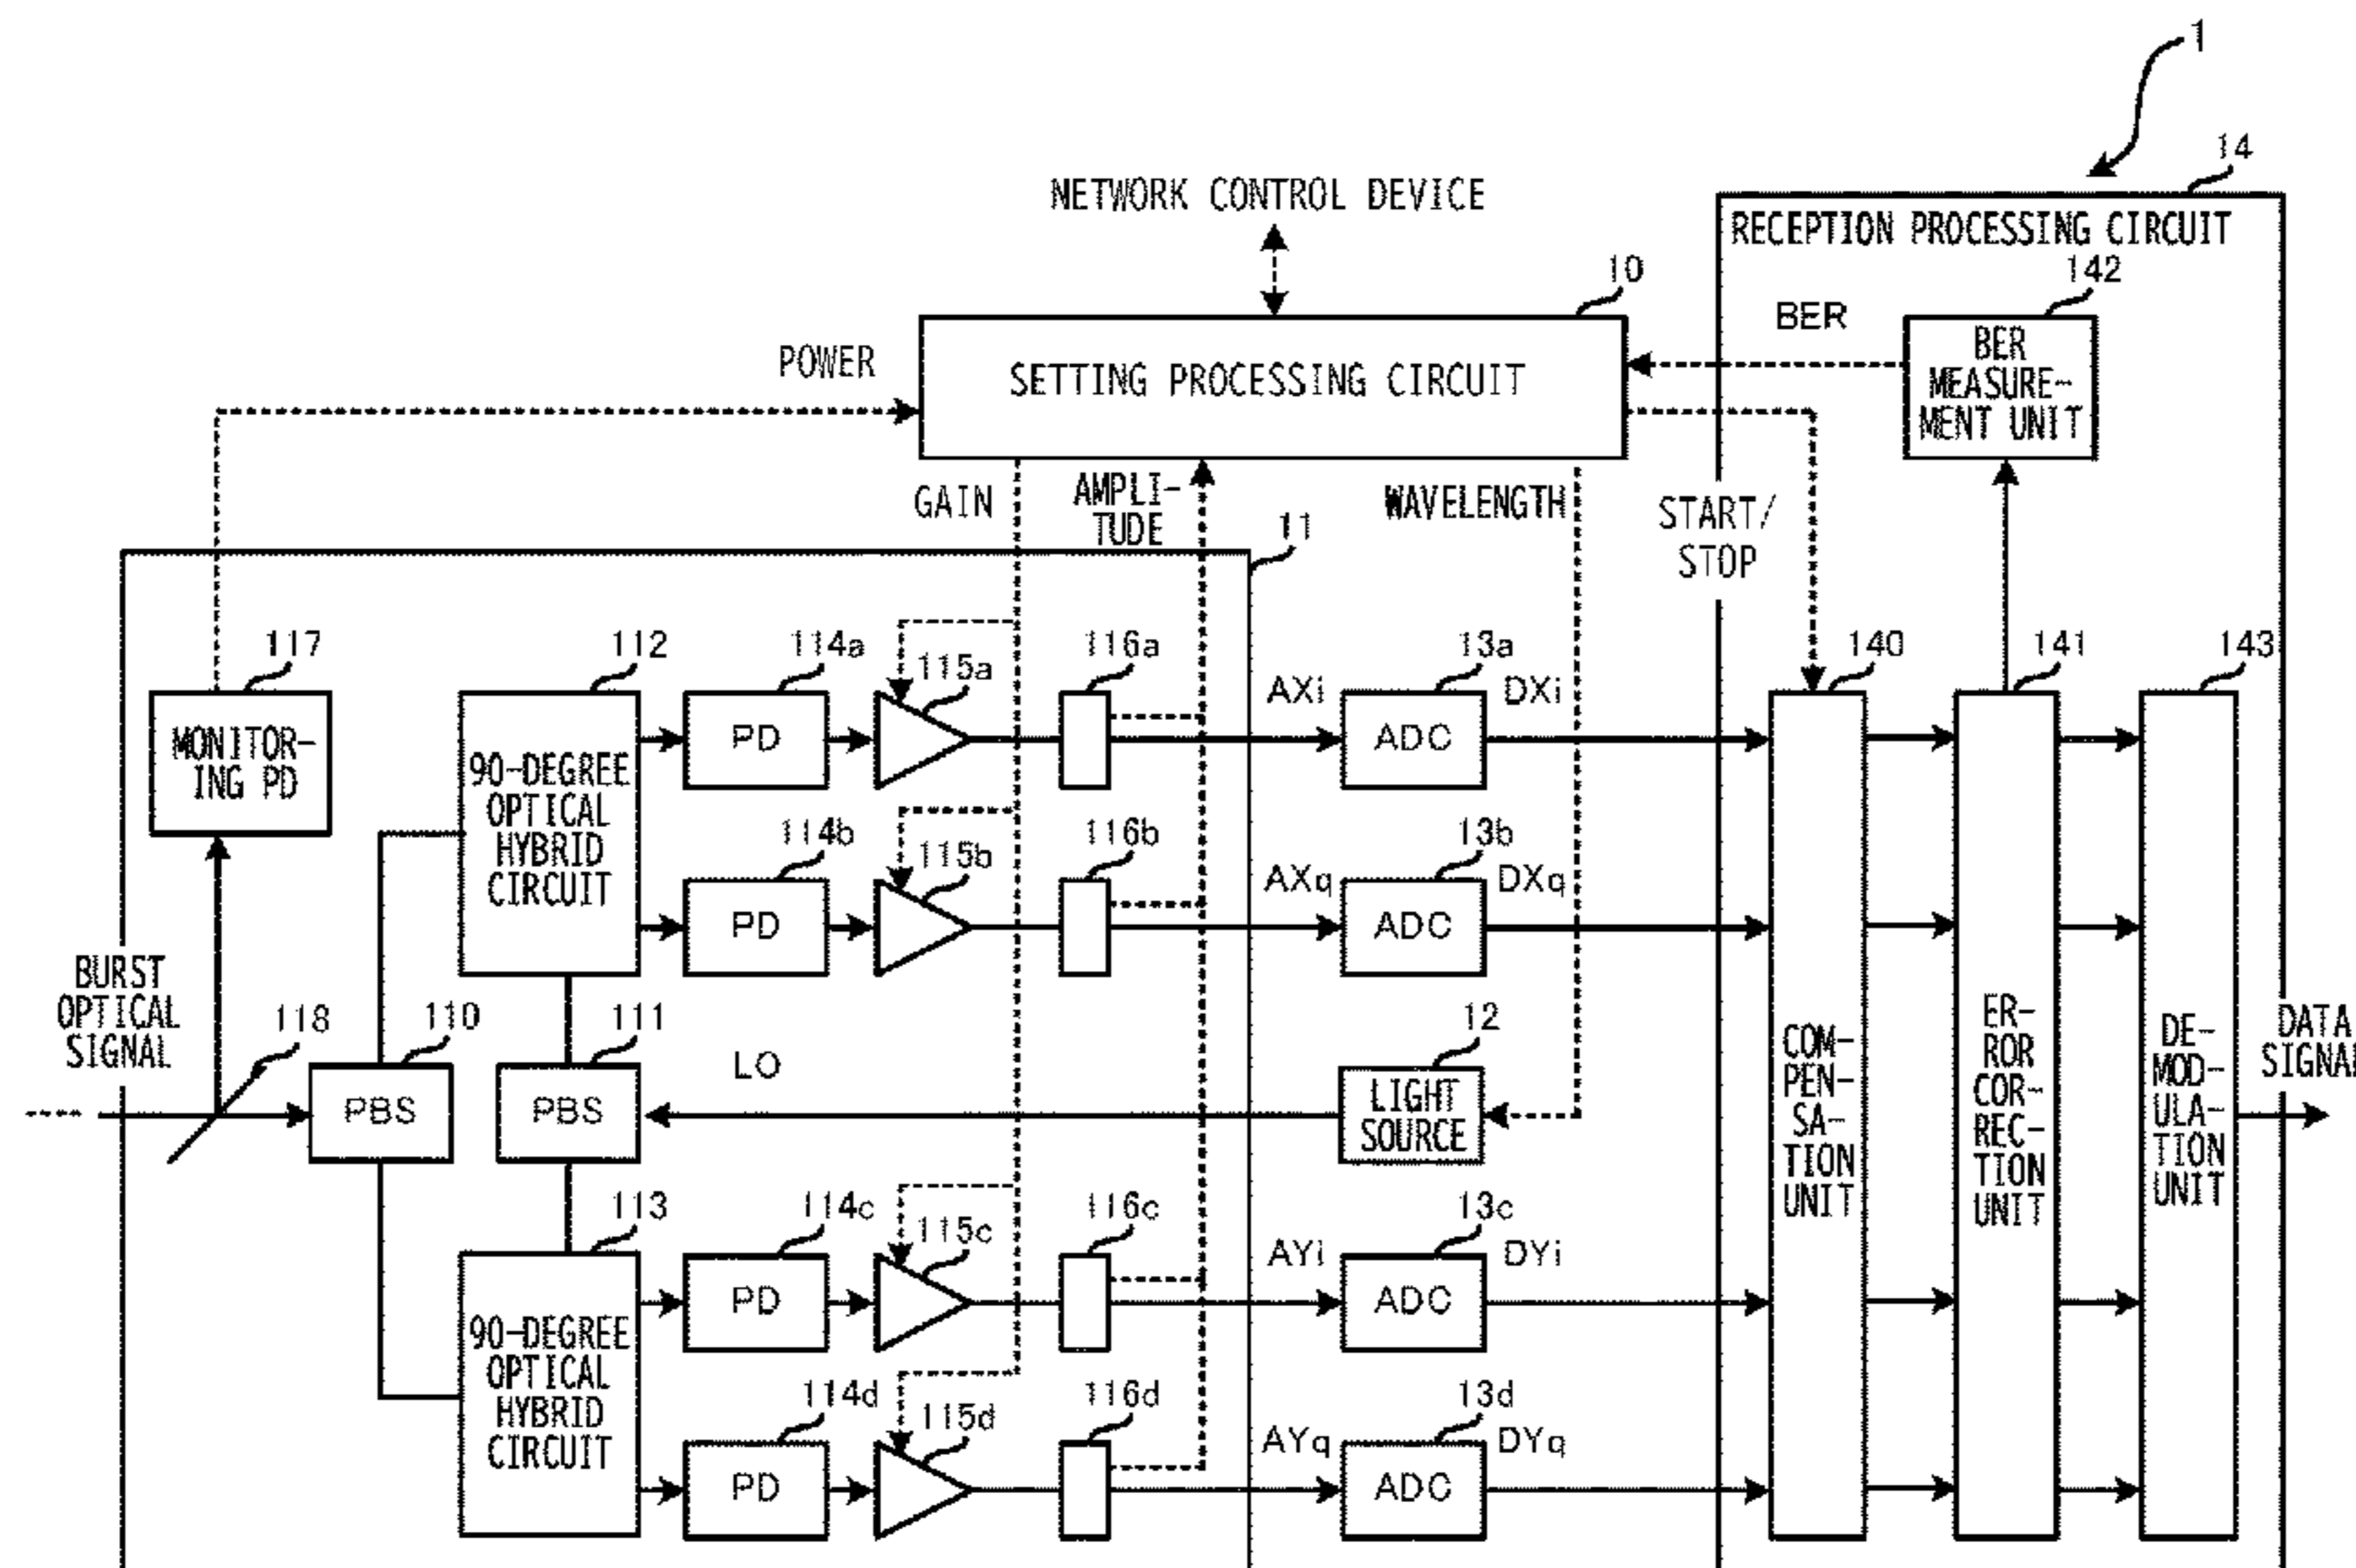 1
14
NETWORK CONTROL DEVICE
RECEPTION PROCESSING CIRCUIT
10
142
BER
BER
MEASURE-
MENT UNIT
POWER
SETTING PROCESSING CIRCUIT
GAIN
AMPLI-
TUDE
WAVELENGTH
START/
STOP
11
117
112
114a
115a
116a
13a
140
141
143
AXi
DXi
MONITOR-
ING PD
90-DEGREE
OPTICAL
HYBRID
CIRCUIT
PD
ADC
114b
115b
116b
13b
AXq
DXq
PD
ADC
BURST
OPTICAL
SIGNAL
118
110
111
LO
12
PBS
PBS
LIGHT
SOURCE
COM-
PEN-
SA-
TION
UNIT
ER-
ROR
COR-
REC-
TION
UNIT
DE-
MOD-
ULA-
TION
UNIT
DATA
SIGNAL
113
114c
115c
116c
13c
AYi
DYi
90-DEGREE
OPTICAL
HYBRID
CIRCUIT
PD
ADC
114d
115d
116d
13d
AYq
DYq
PD
ADC